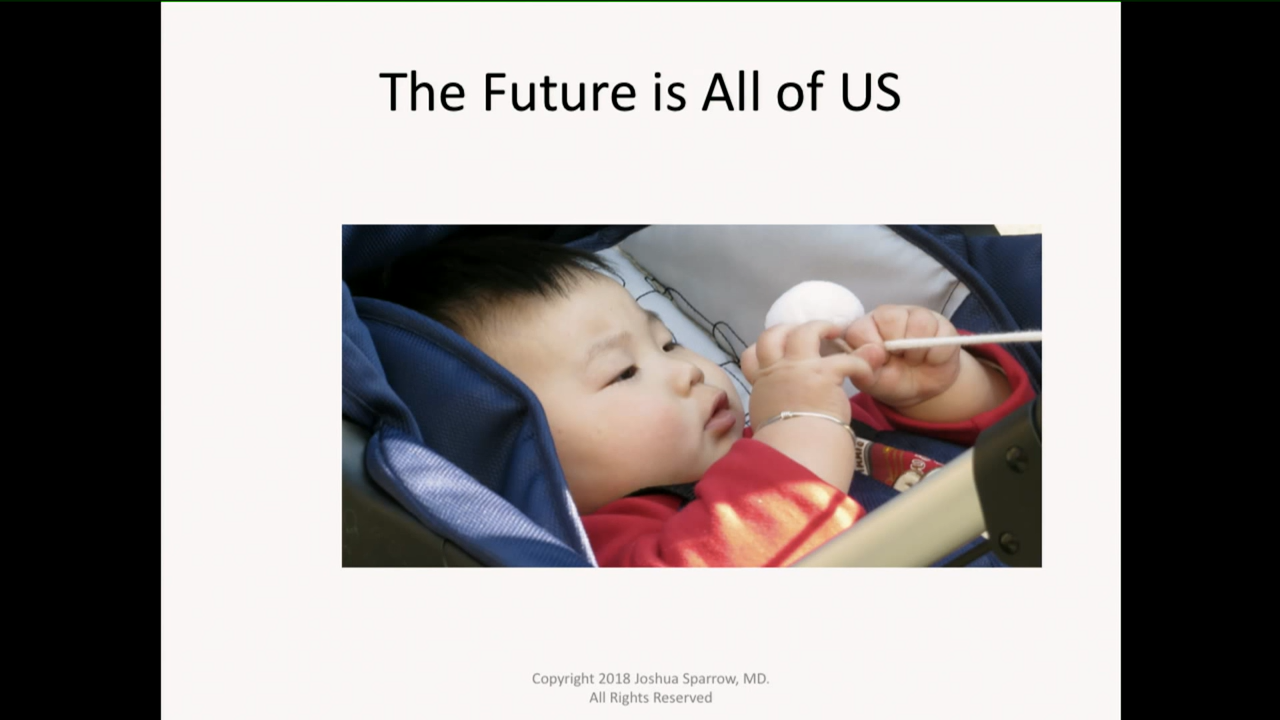 The Future is All of US
Copyright 2018 Joshua Sparrow, MD.
All Rights Reserved